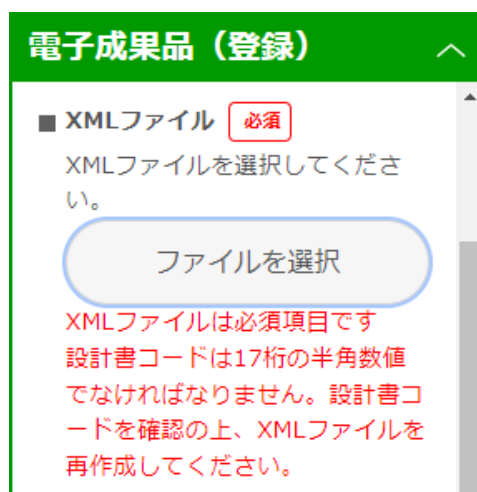 電子成果品（登録）
■ XMLファイル 必須
XMLファイルを選択してくださ
い。
ファイルを選択
XMLファイルは必須項目です
設計書コードは17桁の半角数値
でなければなりません。設計書コ
ードを確認の上、XMLファイルを
再作成してください。